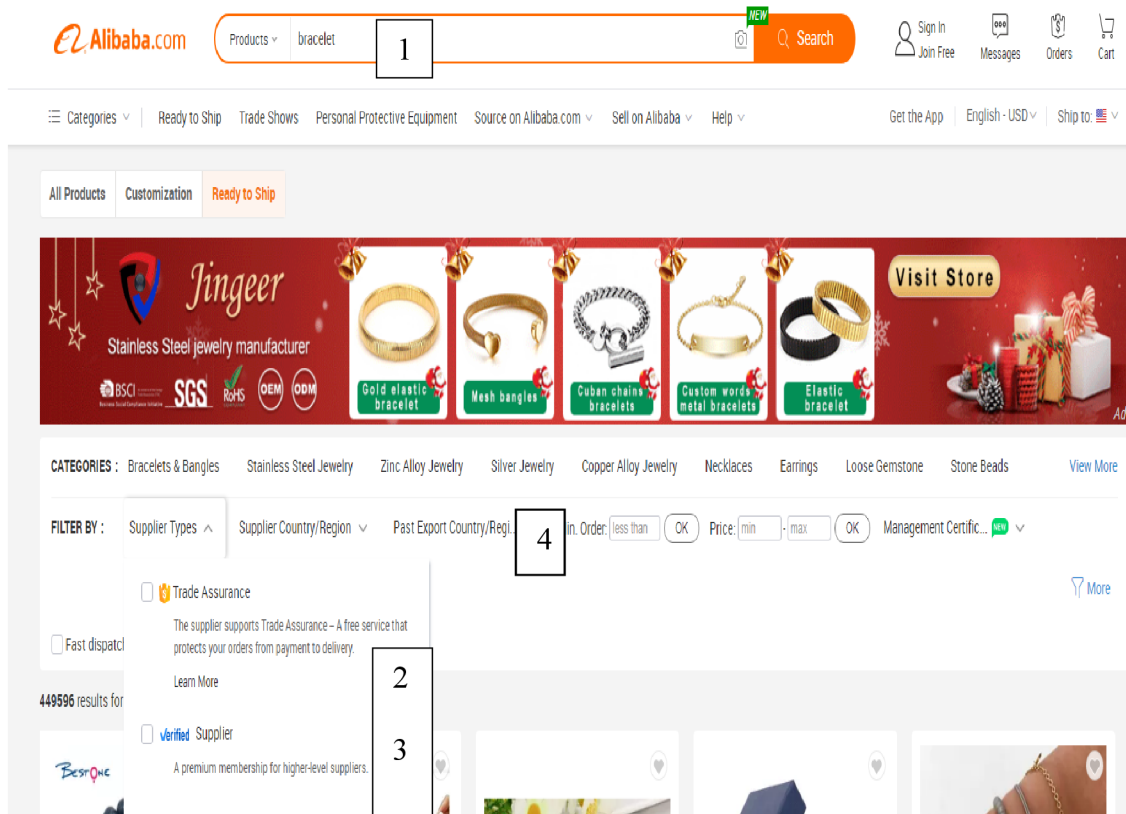 NEW
Alibaba.com Products bracelet 1 Search Sign In Join Free Messages Orders Cart
Categories Ready to Ship Trade Shows Personal Protective Equipment Source on Alibaba.com Sell on Alibaba Help Get the App English - USD Ship to:
All Products Customization Ready to Ship
Jingeer
Stainless Steel jewelry manufacturer
BSCI SGS RoHS OEM ODM
Gold elastic bracelet
Mesh bangles
Cuban chains bracelets
Custom words metal bracelets
Elastic bracelet
Visit Store
Ad
CATEGORIES : Bracelets & Bangles Stainless Steel Jewelry Zinc Alloy Jewelry Silver Jewelry Copper Alloy Jewelry Necklaces Earrings Loose Gemstone Stone Beads View More
FILTER BY : Supplier Types Supplier Country/Region Past Export Country/Regi... 4 in. Order: less than OK Price: min - max OK Management Certific... NEW
Trade Assurance
More
The supplier supports Trade Assurance – A free service that
protects your orders from payment to delivery.
Fast dispatch
Learn More
2
449596 results for
Verified Supplier
3
A premium membership for higher-level suppliers.
BestOne